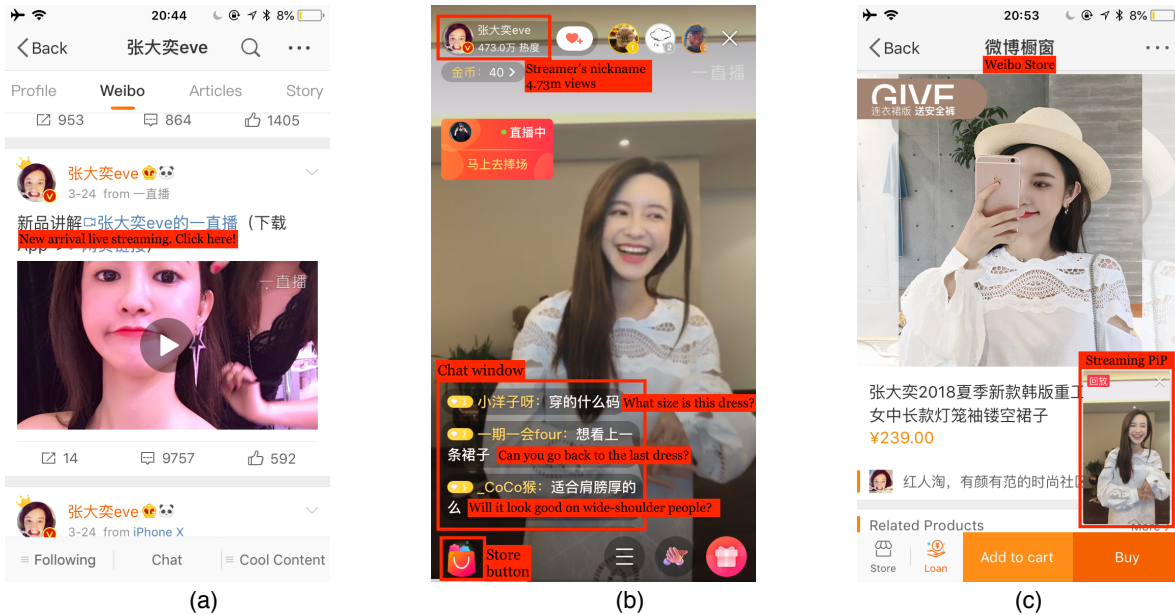 20:44
8%
Back
张大奕eve
Profile
Weibo
Articles
Story
953
864
1405
张大奕eve
3-24 from 一直播
新品讲解
张大奕eve的一直播（下载
New arrival live streaming. Click here!
一直播
14
9757
592
张大奕eve
3-24 from iPhone X
Following
Chat
Cool Content
(a)
张大奕eve
473.0万 热度
1
2
金币：40
Streamer's nickname
4.73m views
一直播
直播中
马上去捧场
Chat window
小洋子呀：穿的什么码
What size is this dress?
一期一会four：想看上一
条裙子
Can you go back to the last dress?
_CoCo猴：适合肩膀厚的
么
Will it look good on wide-shoulder people?
Store
button
(b)
20:53
8%
Back
微博橱窗
Weibo Store
GIVE
连衣裙版 送安全裤
Streaming PiP
回放
张大奕2018夏季新款韩版重工
女中长款灯笼袖镂空裙子
¥239.00
红人淘，有颜有范的时尚社区
Related Products
More
Store
Loan
Add to cart
Buy
(c)